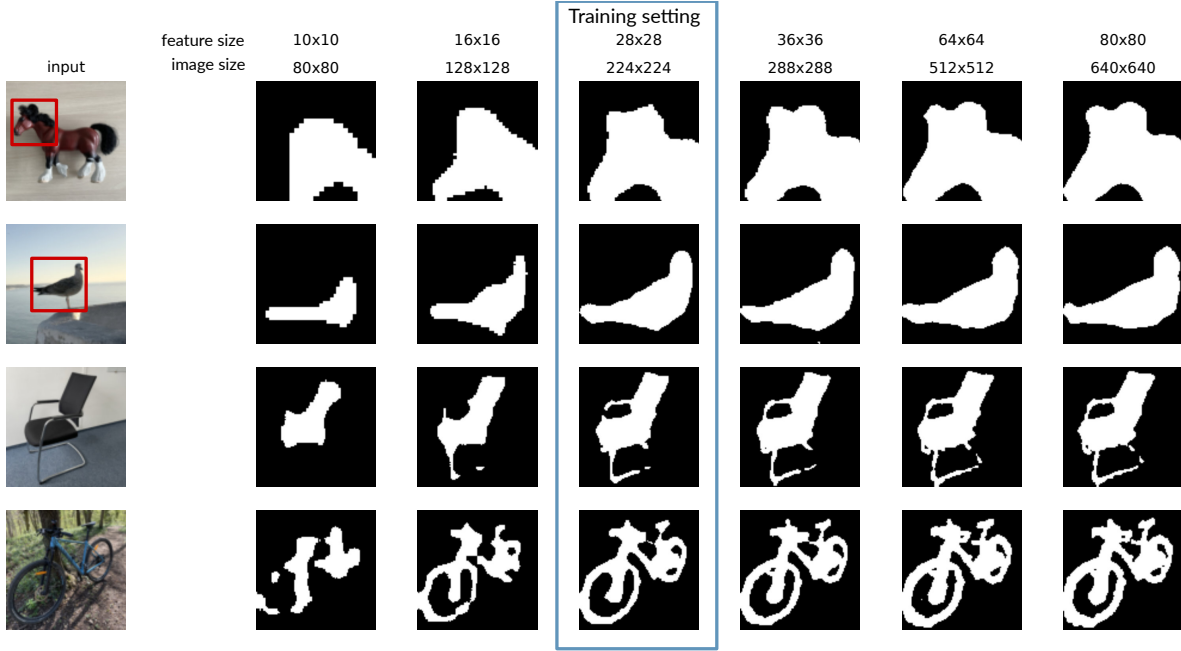 Training setting
feature size 10x10 16x16 28x28 36x36 64x64 80x80
image size 80x80 128x128 224x224 288x288 512x512 640x640
input